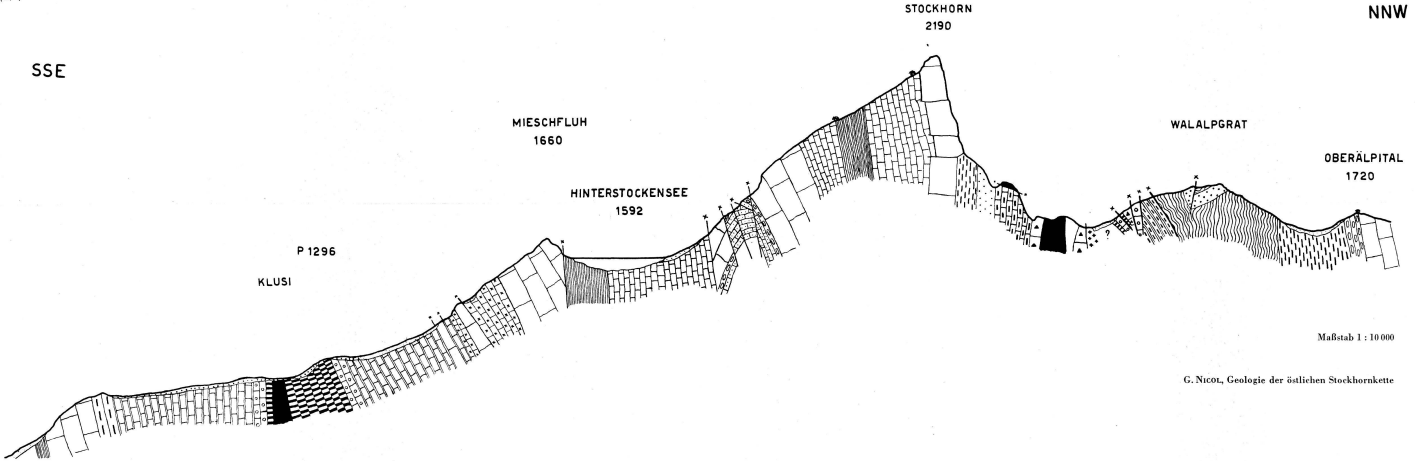 STOCKHORN
2190
NNW
SSE
MIESCHFLUH
1660
WALALPGRAT
OBERÄLPITAL
1720
HINTERSTOCKENSEE
1592
P 1296
KLUSI
?
Maßstab 1 : 10 000
G. NICOL, Geologie der östlichen Stockhornkette